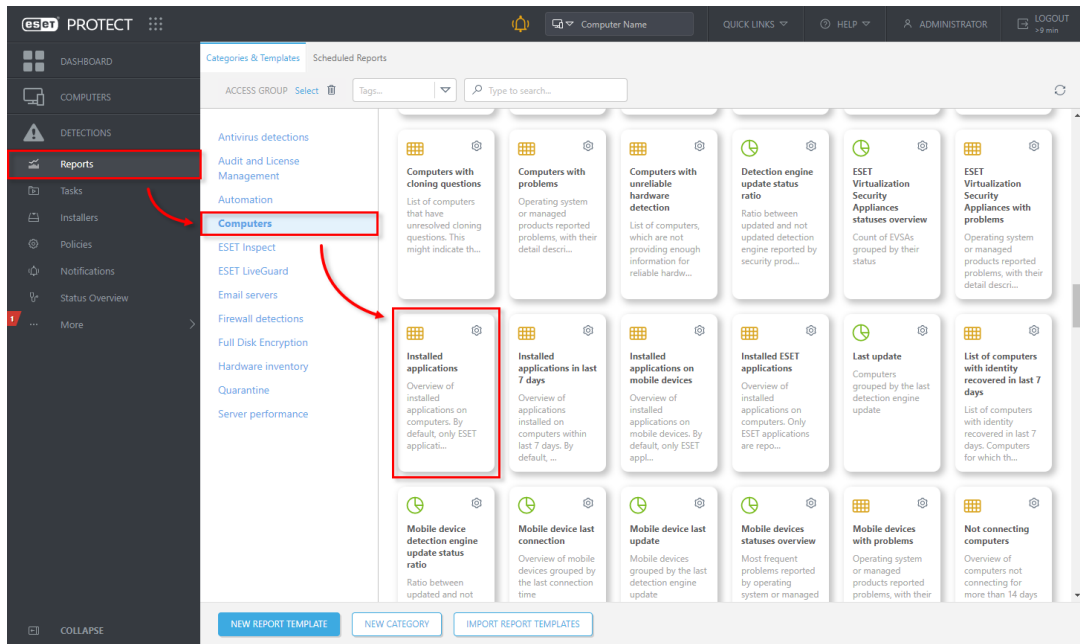 eset PROTECT
Computer Name
QUICK LINKS
HELP
ADMINISTRATOR
LOGOUT
>9 min
DASHBOARD
COMPUTERS
DETECTIONS
Reports
Tasks
Installers
Policies
Notifications
Status Overview
1
... More
COLLAPSE
Categories & Templates
Scheduled Reports
ACCESS GROUP Select
Tags...
Type to search...
Antivirus detections
Audit and License
Management
Automation
Computers
ESET Inspect
ESET LiveGuard
Email servers
Firewall detections
Full Disk Encryption
Hardware inventory
Quarantine
Server performance
Computers with
cloning questions
List of computers
that have
unresolved cloning
questions. This
might indicate th...
Computers with
problems
Operating system
or managed
products reported
problems, with their
detail descri...
Computers with
unreliable
hardware
detection
List of computers,
which are not
providing enough
information for
reliable hardw...
Detection engine
update status
ratio
Ratio between
updated and not
updated detection
engine reported by
security prod...
ESET
Virtualization
Security
Appliances
statuses overview
Count of EVSAs
grouped by their
status
ESET
Virtualization
Security
Appliances with
problems
Operating system
or managed
products reported
problems, with their
detail descri...
Installed
applications
Overview of
installed
applications on
computers. By
default, only ESET
applicati...
Installed
applications in last
7 days
Overview of
applications
installed on
computers within
last 7 days. By
default, ...
Installed
applications on
mobile devices
Overview of
installed
applications on
mobile devices. By
default, only ESET
appl...
Installed ESET
applications
Overview of
installed
applications on
computers. Only
ESET applications
are repo...
Last update
Computers
grouped by the last
detection engine
update
List of computers
with identity
recovered in last 7
days
List of computers
with identity
recovered in last 7
days. Computers
for which th...
Mobile device
detection engine
update status
ratio
Ratio between
updated and not
Mobile device last
connection
Overview of mobile
devices grouped by
the last connection
time
Mobile device last
update
Mobile devices
grouped by the last
detection engine
update
Mobile devices
statuses overview
Most frequent
problems reported
by operating
system or managed
Mobile devices
with problems
Operating system
or managed
products reported
problems, with their
Not connecting
computers
Overview of
computers not
connecting for
more than 14 days
NEW REPORT TEMPLATE
NEW CATEGORY
IMPORT REPORT TEMPLATES